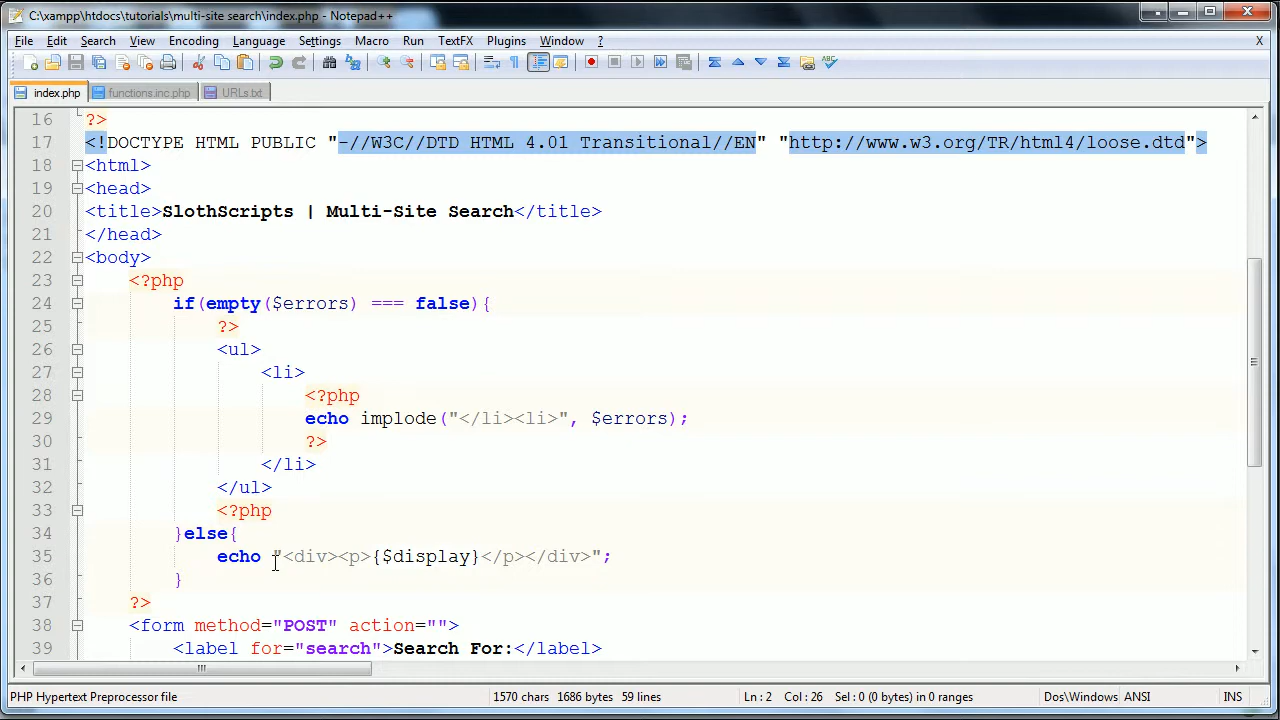 C:\xampp\htdocs\tutorials\multi-site search\index.php - Notepad++
File Edit Search View Encoding Language Settings Macro Run TextFX Plugins Window ? X
index.php functions.inc.php URLs.txt
16 ?>
17 <!DOCTYPE HTML PUBLIC "-//W3C//DTD HTML 4.01 Transitional//EN" "http://www.w3.org/TR/html4/loose.dtd">
18 <html>
19 <head>
20 <title>SlothScripts | Multi-Site Search</title>
21 </head>
22 <body>
23 <?php
24 if(empty($errors) === false){
25 ?>
26 <ul>
27 <li>
28 <?php
29 echo implode("</li><li>", $errors);
30 ?>
31 </li>
32 </ul>
33 <?php
34 }else{
35 echo "<div><p>{$display}</p></div>";
36 }
37 ?>
38 <form method="POST" action="">
39 <label for="search">Search For:</label>
PHP Hypertext Preprocessor file 1570 chars 1686 bytes 59 lines Ln : 2 Col : 26 Sel : 0 (0 bytes) in 0 ranges Dos\Windows ANSI INS